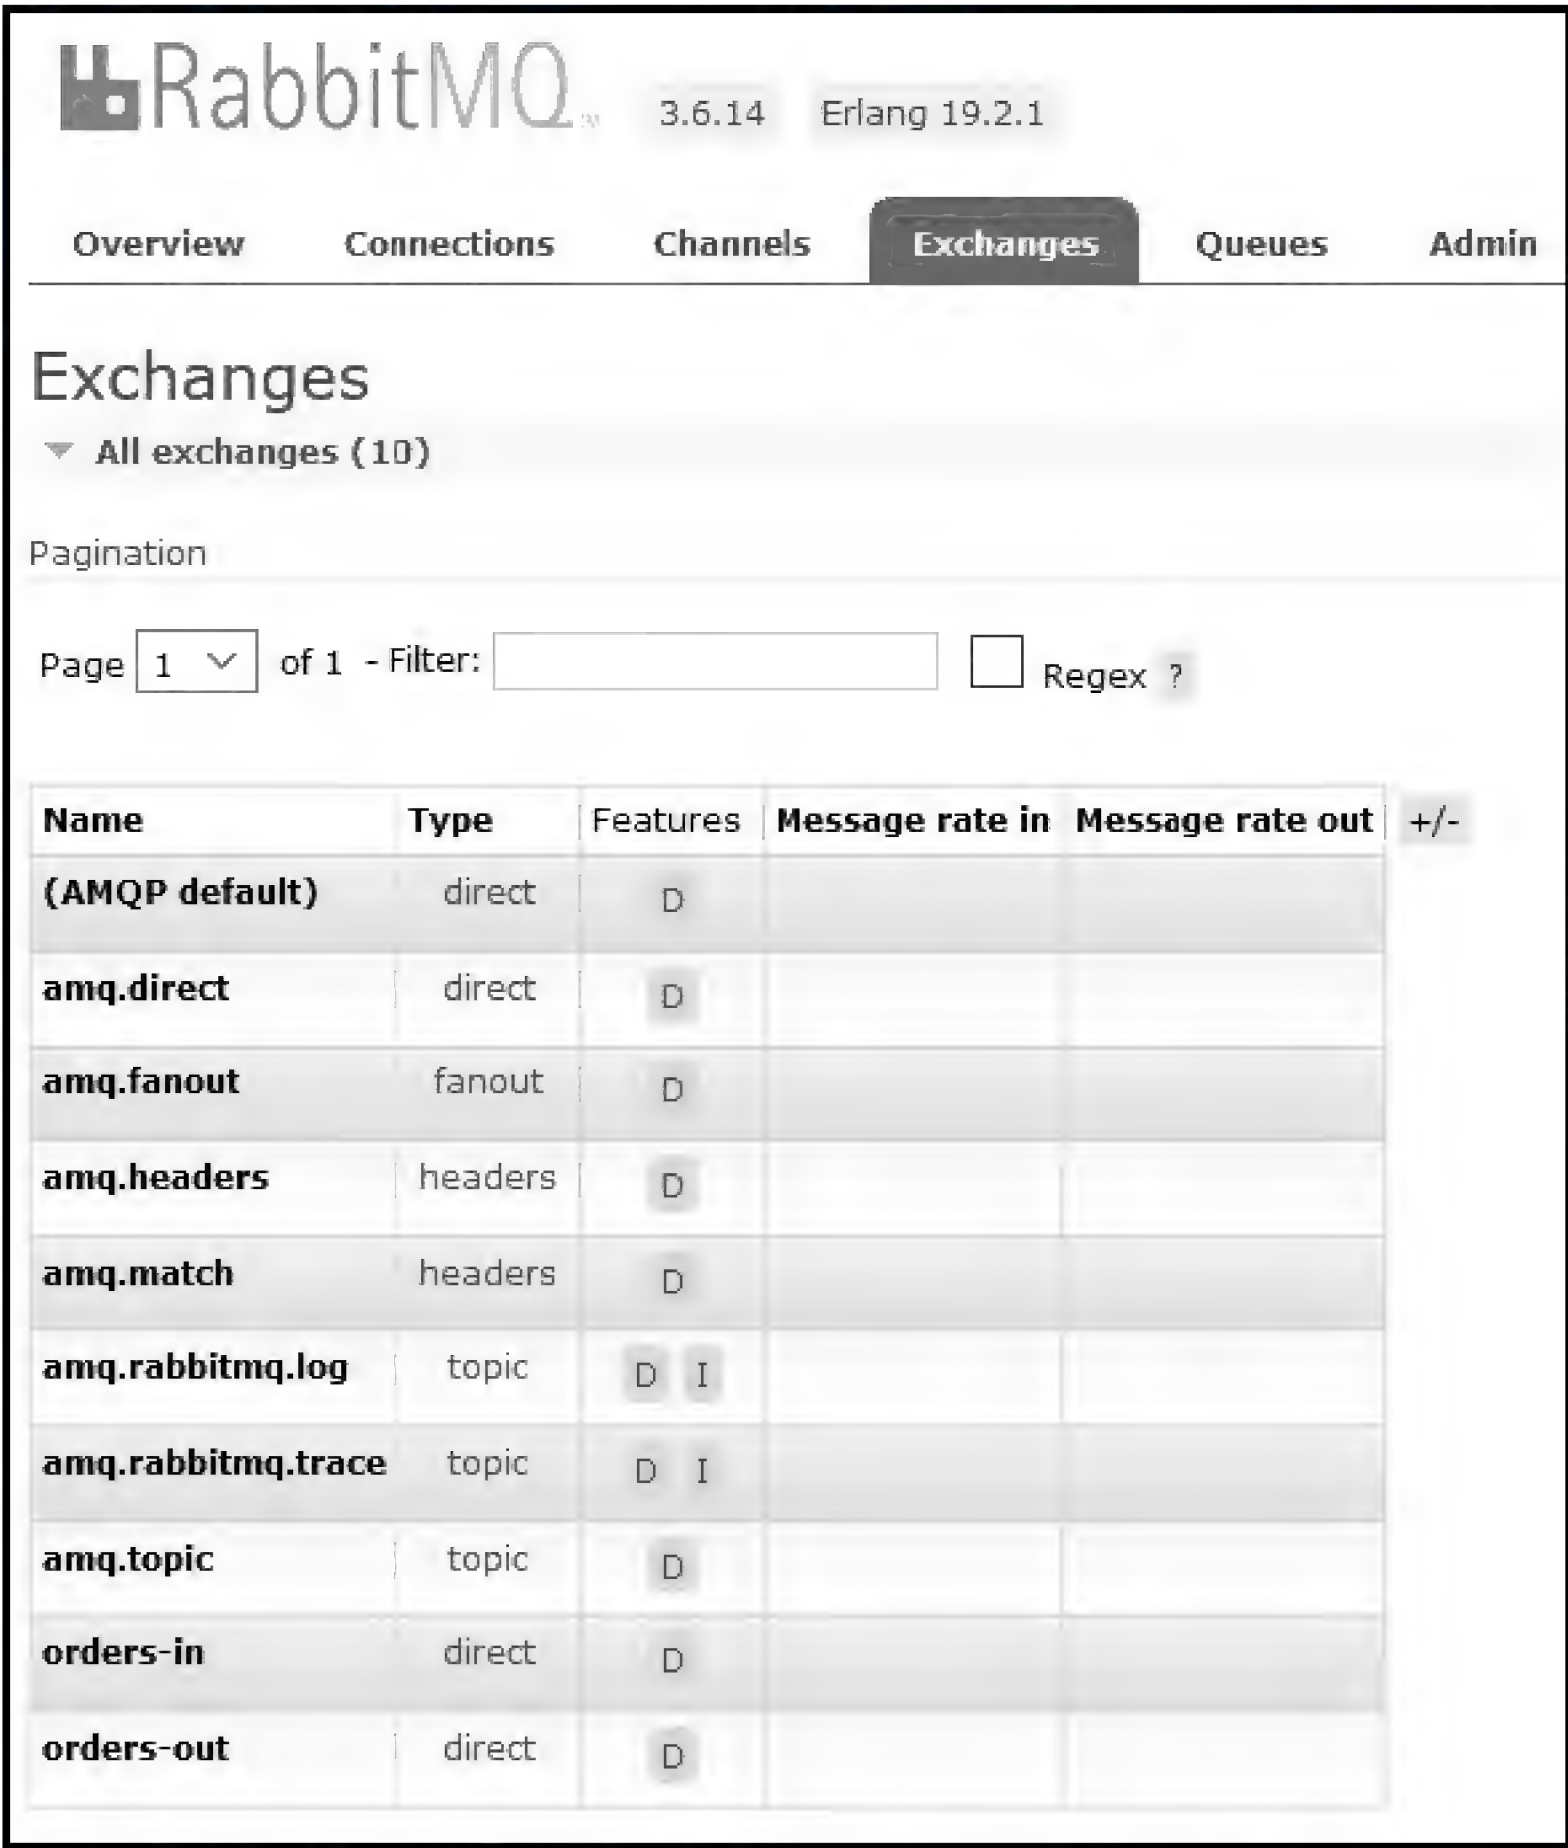 RabbitMQ 3.6.14 Erlang 19.2.1
Overview Connections Channels Exchanges Queues Admin
Exchanges
All exchanges (10)
Pagination
Page 1 of 1 - Filter: Regex ?
Name Type Features Message rate in Message rate out +/-
(AMQP default) direct D
amq.direct direct D
amq.fanout fanout D
amq.headers headers D
amq.match headers D
amq.rabbitmq.log topic D I
amq.rabbitmq.trace topic D I
amq.topic topic D
orders-in direct D
orders-out direct D